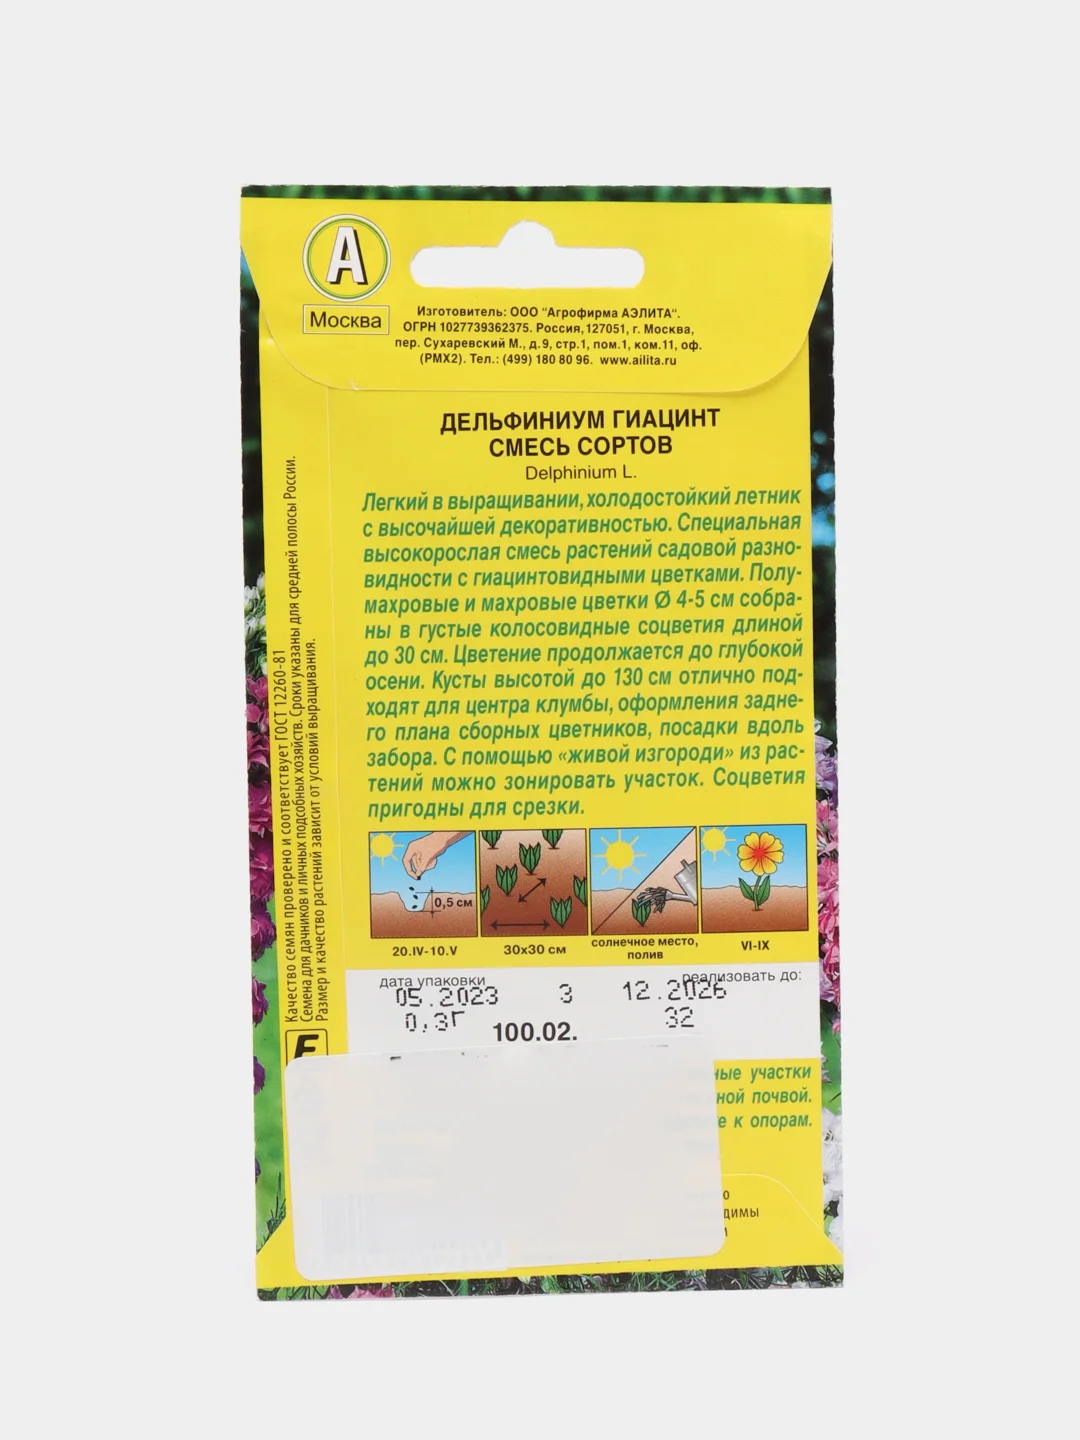 А
Москва
Изготовитель: ООО "Агрофирма АЭЛИТА".
ОГРН 1027739362375. Россия, 127051, г. Москва,
пер. Сухаревский М., д.9, стр.1, пом.1, ком.11, оф.
(РМХ2). Тел.: (499) 180 80 96. www.ailita.ru
ДЕЛЬФИНИУМ ГИАЦИНТ
СМЕСЬ СОРТОВ
Delphinium L.
Легкий в выращивании, холодостойкий летник
с высочайшей декоративностью. Специальная
высокорослая смесь растений садовой разно-
видности с гиацинтовидными цветками. Полу-
махровые и махровые цветки Ø 4-5 см собра-
ны в густые колосовидные соцветия длиной
до 30 см. Цветение продолжается до глубокой
осени. Кусты высотой до 130 см отлично под-
ходят для центра клумбы, оформления задне-
го плана сборных цветников, посадки вдоль
забора. С помощью «живой изгороди» из рас-
тений можно зонировать участок. Соцветия
пригодны для срезки.
0,5 см
20.IV-10.V
30х30 см
солнечное место,
полив
VI-IX
дата упаковки
реализовать до:
05.2023 3 12.2026
0,3г 100.02. 32
участки
почвой.
к опорам.
Качество семян проверено и соответствует ГОСТ 12260-81
Семена для дачников и личных подсобных хозяйств. Сроки указаны для средней полосы России.
Размер и качество растений зависит от условий выращивания.